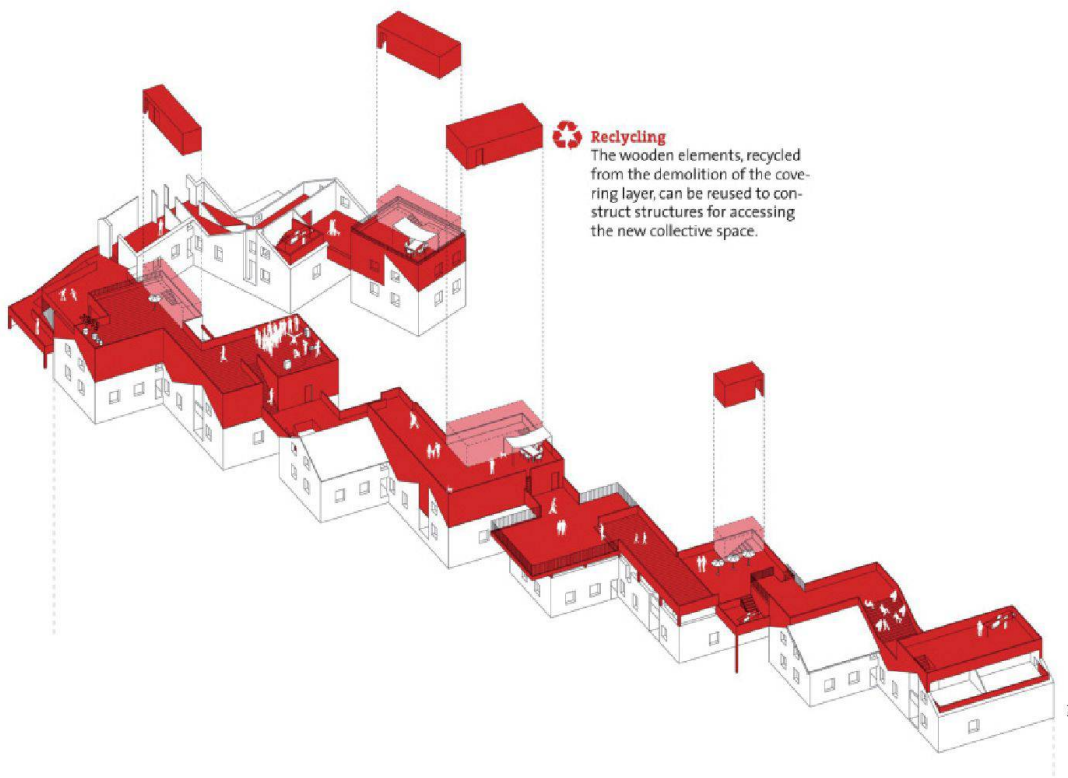 Reclycling
The wooden elements, recycled
from the demolition of the cove-
ring layer, can be reused to con-
struct structures for accessing
the new collective space.